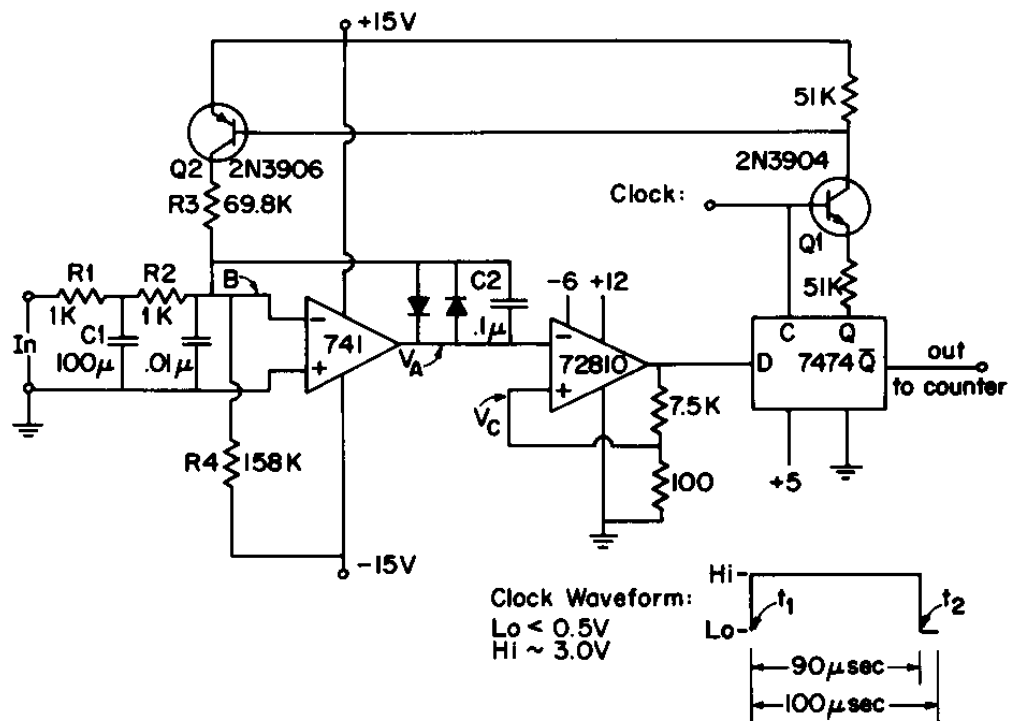 +15V
51K
Q2
2N3906
2N3904
R3
69.8K
Clock:
Q1
R1
R2
B
C2
-6
+12
51K
1K
1K
.1µ
C
Q
In
C1
100µ
.01µ
-
+
741
VA
-
+
72810
D
7474
Q̅
out
to counter
VC
7.5K
R4
158K
100
+5
-15V
Clock Waveform:
Lo < 0.5V
Hi ~ 3.0V
Hi
t1
t2
Lo
90µsec
100µsec